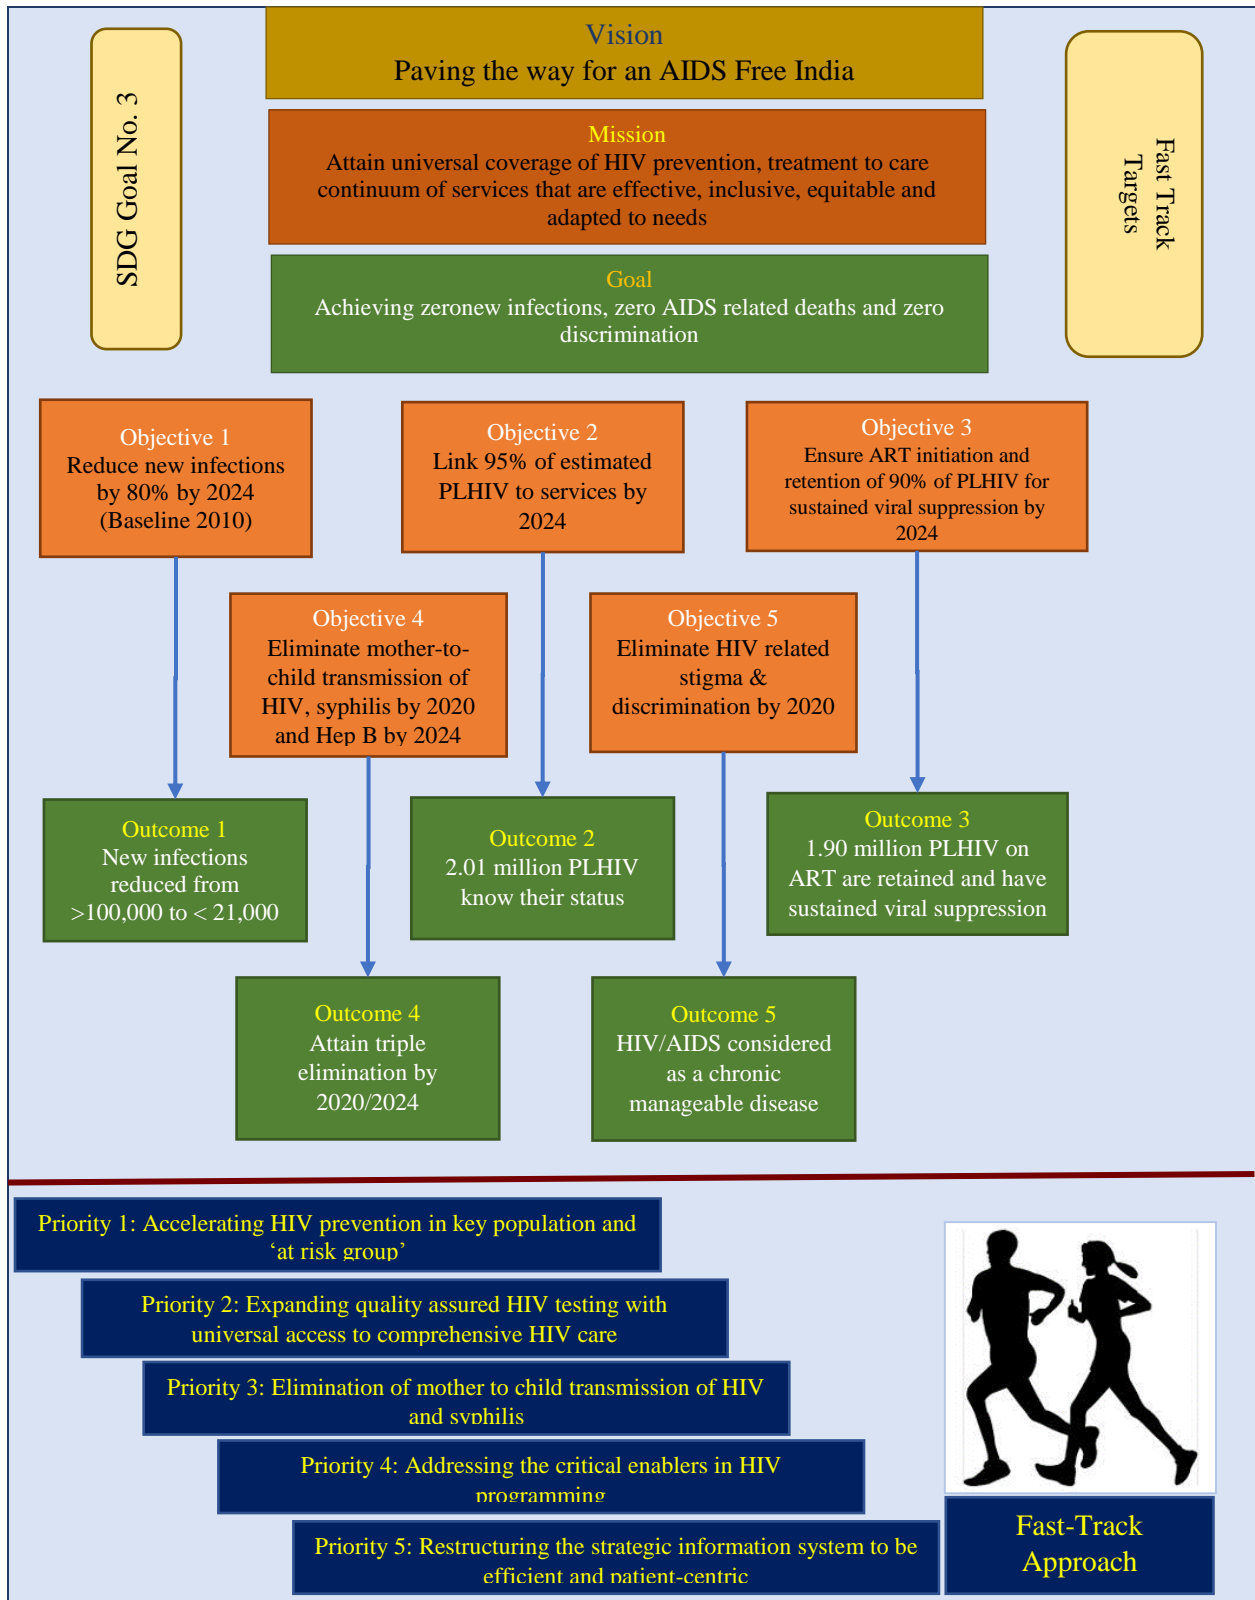 SDG Goal No. 3
Vision
Paving the way for an AIDS Free India
Mission
Attain universal coverage of HIV prevention, treatment to care
continuum of services that are effective, inclusive, equitable and
adapted to needs
Goal
Achieving zeronew infections, zero AIDS related deaths and zero
discrimination
Fast Track
Targets
Objective 1
Reduce new infections
by 80% by 2024
(Baseline 2010)
Objective 2
Link 95% of estimated
PLHIV to services by
2024
Objective 3
Ensure ART initiation and
retention of 90% of PLHIV for
sustained viral suppression by
2024
Objective 4
Eliminate mother-to-
child transmission of
HIV, syphilis by 2020
and Hep B by 2024
Objective 5
Eliminate HIV related
stigma &
discrimination by 2020
Outcome 1
New infections
reduced from
>100,000 to < 21,000
Outcome 2
2.01 million PLHIV
know their status
Outcome 3
1.90 million PLHIV on
ART are retained and have
sustained viral suppression
Outcome 4
Attain triple
elimination by
2020/2024
Outcome 5
HIV/AIDS considered
as a chronic
manageable disease
Priority 1: Accelerating HIV prevention in key population and
‘at risk group’
Priority 2: Expanding quality assured HIV testing with
universal access to comprehensive HIV care
Priority 3: Elimination of mother to child transmission of HIV
and syphilis
Priority 4: Addressing the critical enablers in HIV
programming
Priority 5: Restructuring the strategic information system to be
efficient and patient-centric
Fast-Track
Approach